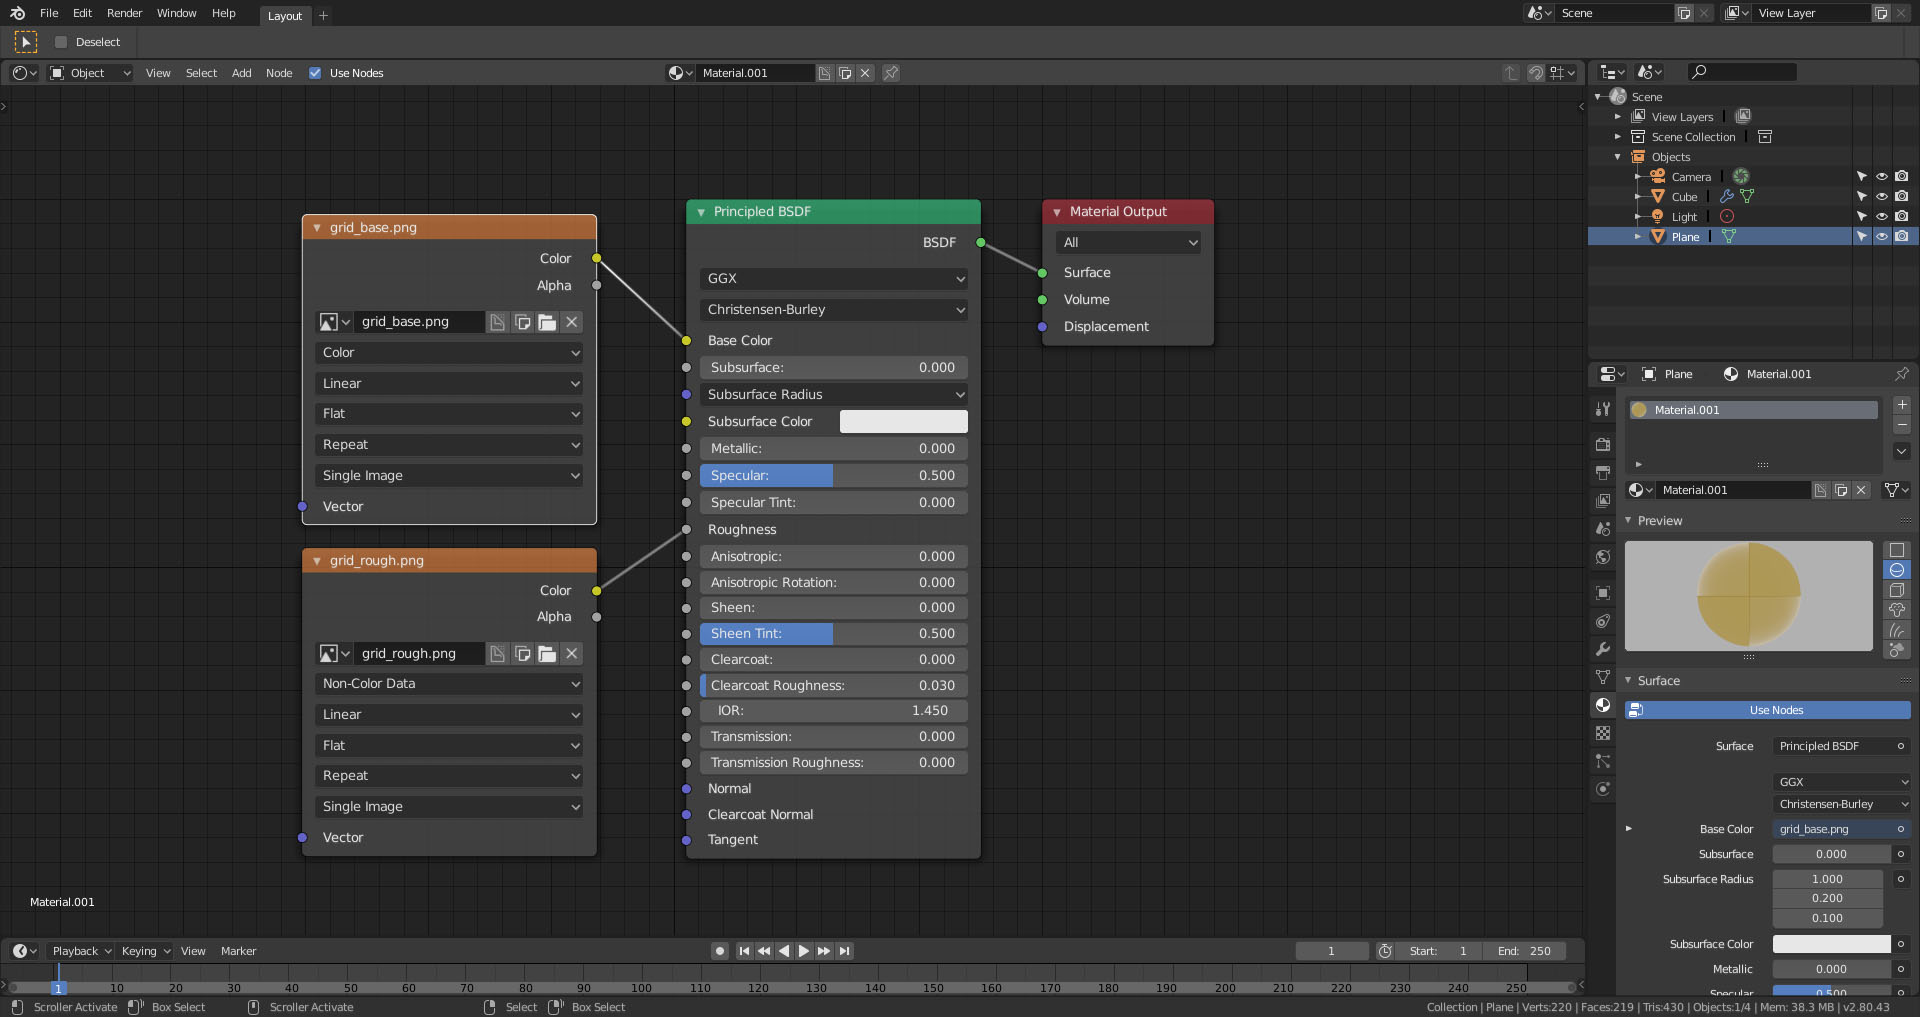 File Edit Render Window Help Layout + Scene View Layer
Deselect
Object View Select Add Node Use Nodes Material.001
Scene
View Layers
Scene Collection
Objects
Camera
Cube
Light
Plane
grid_base.png
Color
Alpha
grid_base.png
Color
Linear
Flat
Repeat
Single Image
Vector
grid_rough.png
Color
Alpha
grid_rough.png
Non-Color Data
Linear
Flat
Repeat
Single Image
Vector
Principled BSDF
BSDF
GGX
Christensen-Burley
Base Color
Subsurface: 0.000
Subsurface Radius
Subsurface Color
Metallic: 0.000
Specular: 0.500
Specular Tint: 0.000
Roughness
Anisotropic: 0.000
Anisotropic Rotation: 0.000
Sheen: 0.000
Sheen Tint: 0.500
Clearcoat: 0.000
Clearcoat Roughness: 0.030
IOR: 1.450
Transmission: 0.000
Transmission Roughness: 0.000
Normal
Clearcoat Normal
Tangent
Material Output
All
Surface
Volume
Displacement
Material.001
Plane Material.001
Material.001
Material.001
Preview
Surface
Use Nodes
Surface Principled BSDF
GGX
Christensen-Burley
Base Color grid_base.png
Subsurface 0.000
Subsurface Radius 1.000
0.200
0.100
Subsurface Color
Metallic 0.000
Specular 0.500
Playback Keying View Marker 1 Start: 1 End: 250
1 10 20 30 40 50 60 70 80 90 100 110 120 130 140 150 160 170 180 190 200 210 220 230 240 250
Scroller Activate Box Select Scroller Activate Select Box Select Collection | Plane | Verts:220 | Faces:219 | Tris:430 | Objects:1/4 | Mem: 38.3 MB | v2.80.43